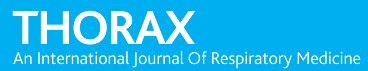 THORAX
An International Journal Of Respiratory Medicine